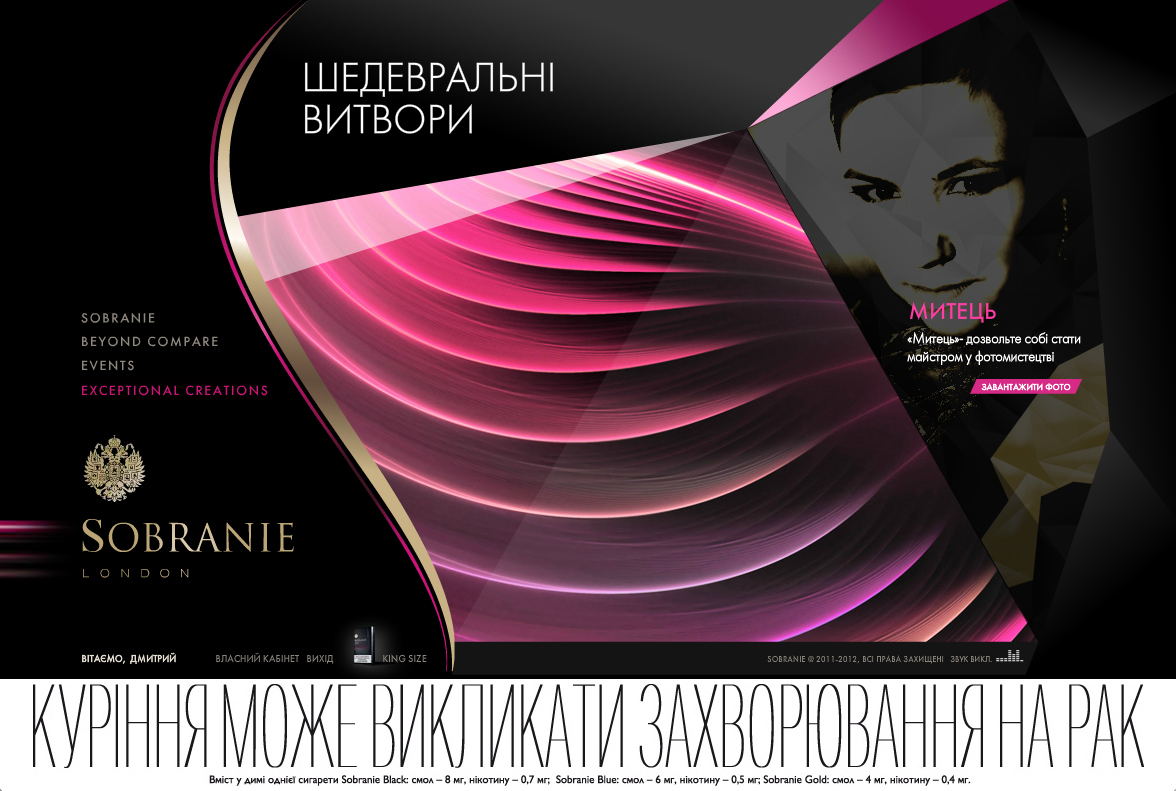 ШЕДЕВРАЛЬНІ
ВИТВОРИ
SOBRANIE
BEYOND COMPARE
EVENTS
EXCEPTIONAL CREATIONS
SOBRANIE
LONDON
МИТЕЦЬ
«Митець»- дозвольте собі стати
майстром у фотомистецтві
ЗАВАНТАЖИТИ ФОТО
ВІТАЄМО, ДМИТРИЙ ВЛАСНИЙ КАБІНЕТ ВИХІД KING SIZE SOBRANIE © 2011-2012, ВСІ ПРАВА ЗАХИЩЕНІ ЗВУК ВИКЛ.
КУРІННЯ МОЖЕ ВИКЛИКАТИ ЗАХВОРЮВАННЯ НА РАК
Вміст у димі однієї сигарети Sobranie Black: смол – 8 мг, нікотину – 0,7 мг; Sobranie Blue: смол – 6 мг, нікотину – 0,5 мг; Sobranie Gold: смол – 4 мг, нікотину – 0,4 мг.